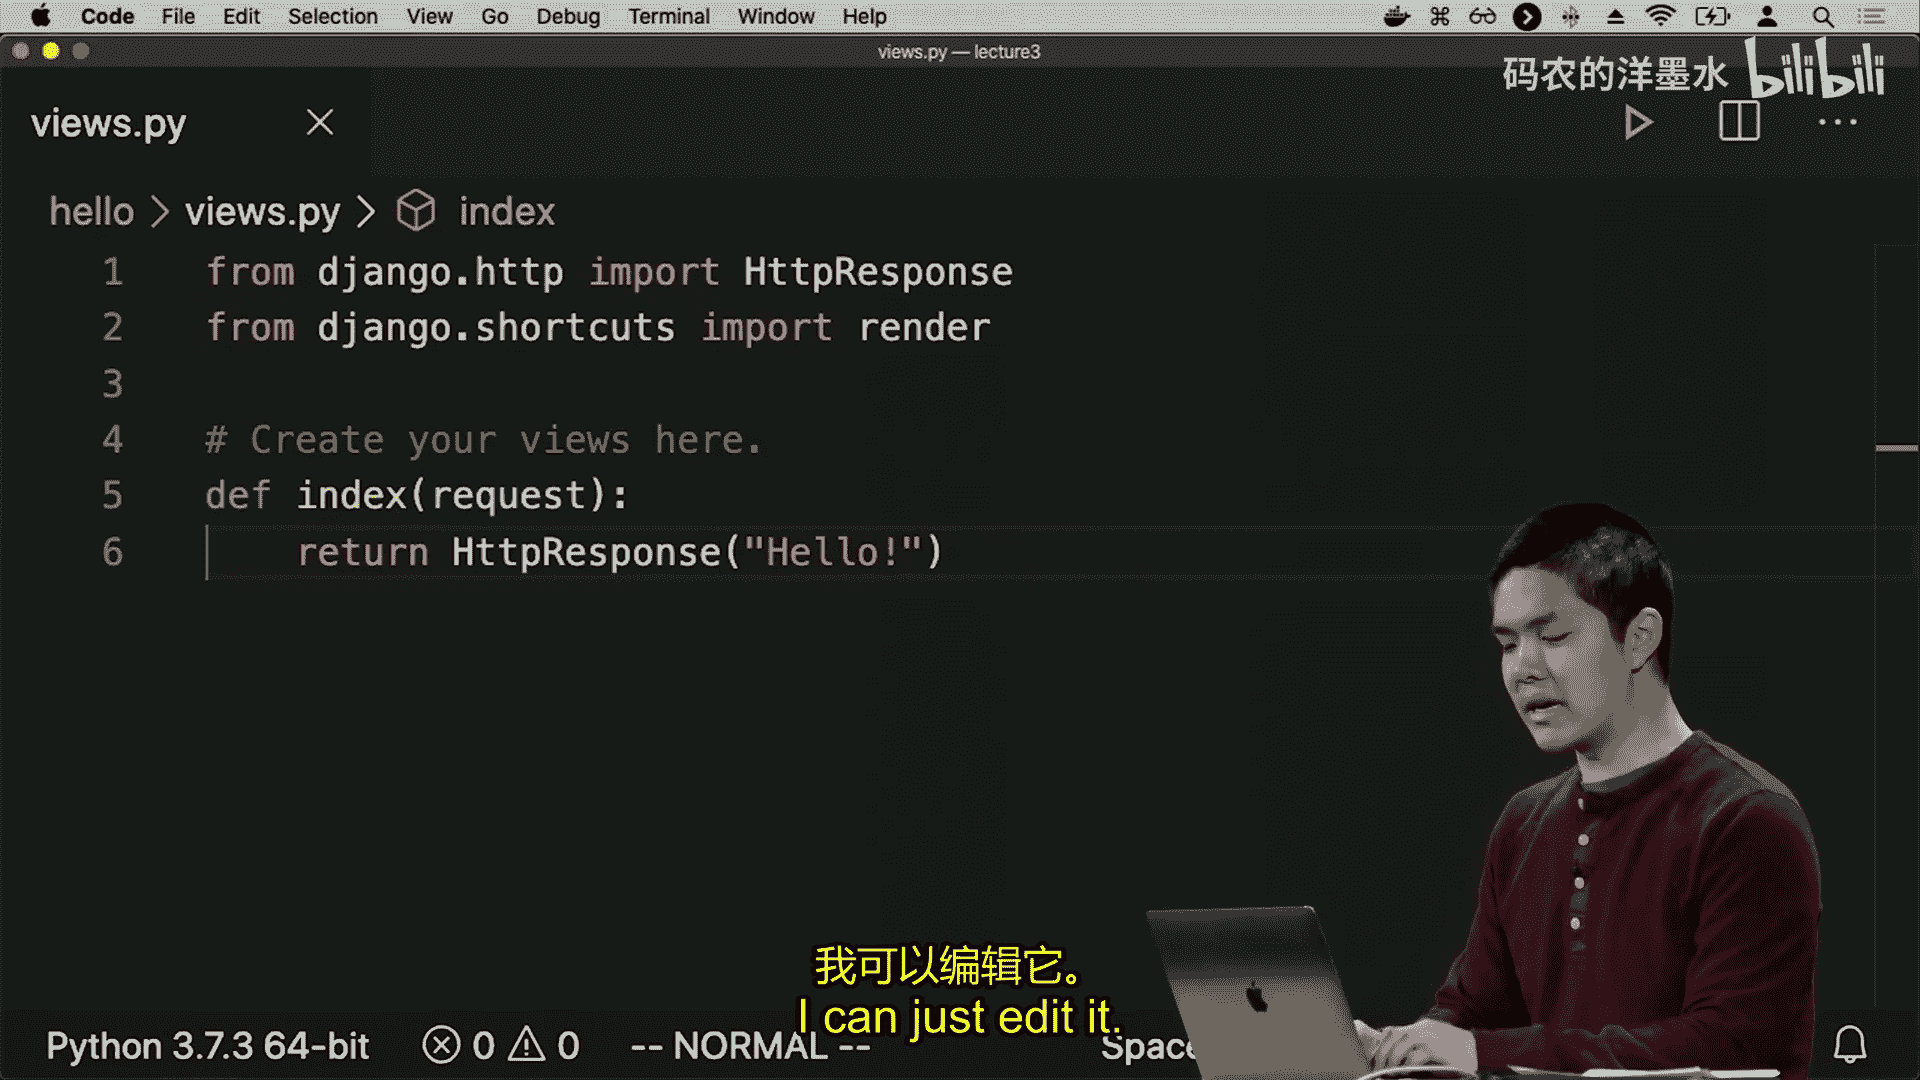 Code File Edit Selection View Go Debug Terminal Window Help
views.py — lecture3
码农的洋墨水 bilibili
views.py
hello > views.py > index
1 from django.http import HttpResponse
2 from django.shortcuts import render
3
4 # Create your views here.
5 def index(request):
6 return HttpResponse("Hello!")
我可以编辑它。
I can just edit it.
Python 3.7.3 64-bit 0 0 -- NORMAL --